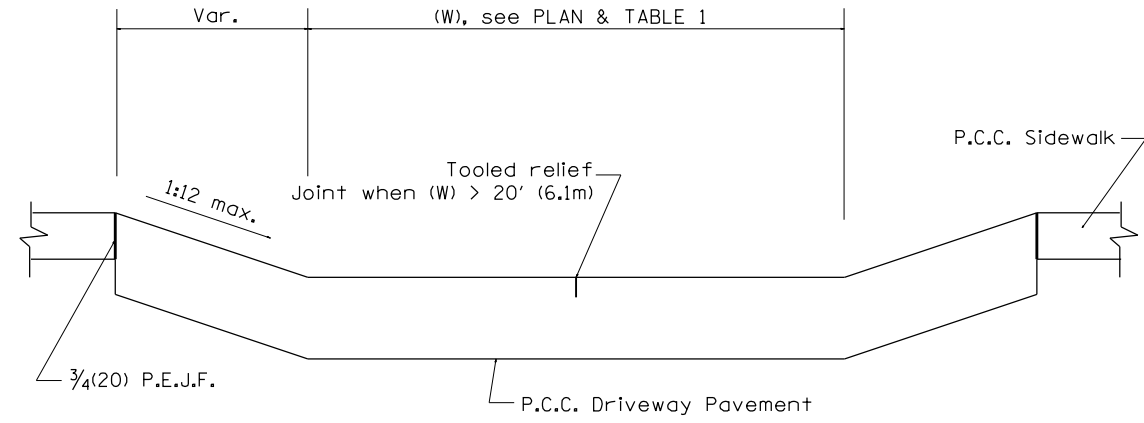 Var.
(W), see PLAN & TABLE 1
P.C.C. Sidewalk
Tooled relief
Joint when (W) > 20' (6.1m)
1:12 max.
¾(20) P.E.J.F.
P.C.C. Driveway Pavement